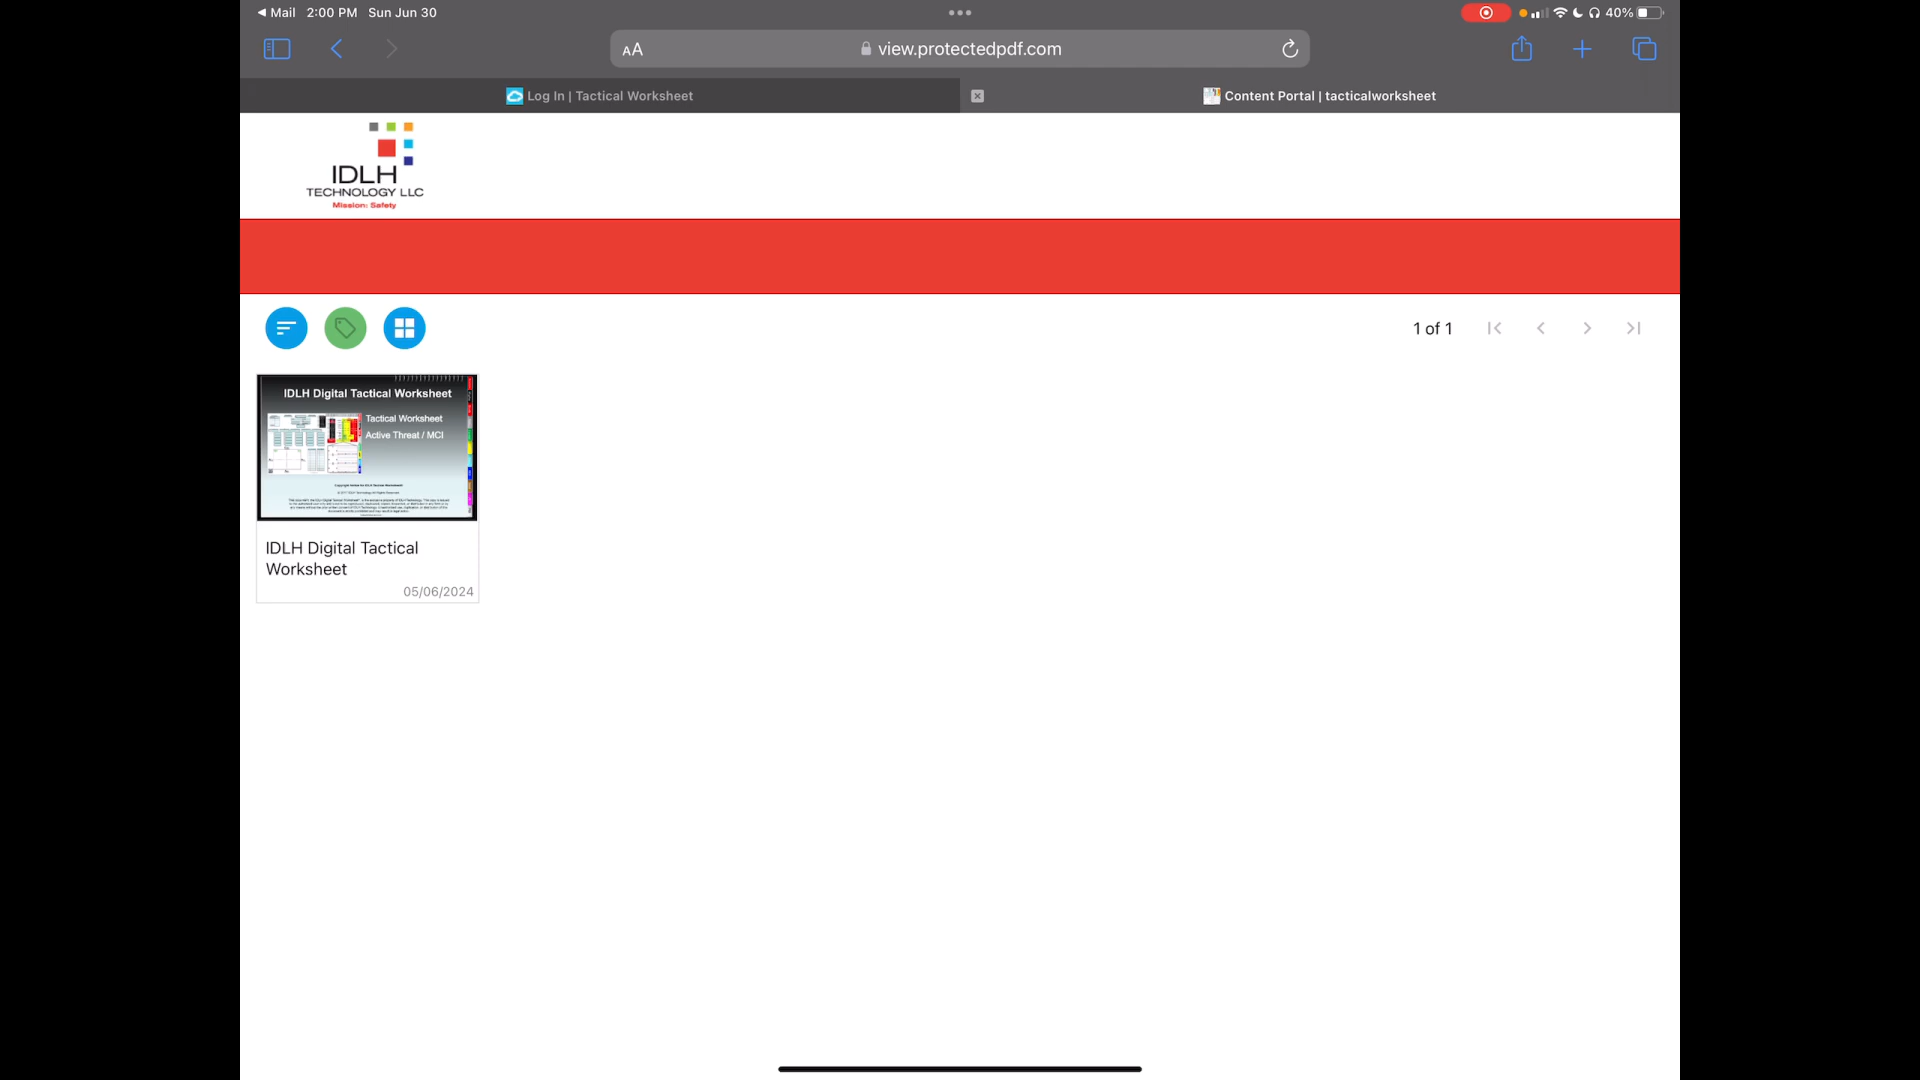 ◀ Mail 2:00 PM Sun Jun 30
40%
AA
view.protectedpdf.com
Log In | Tactical Worksheet
Content Portal | tacticalworksheet
IDLH
TECHNOLOGY LLC
Mission: Safety
1 of 1
IDLH Digital Tactical Worksheet
Tactical Worksheet
Active Threat / MCI
IDLH Digital Tactical
Worksheet
05/06/2024